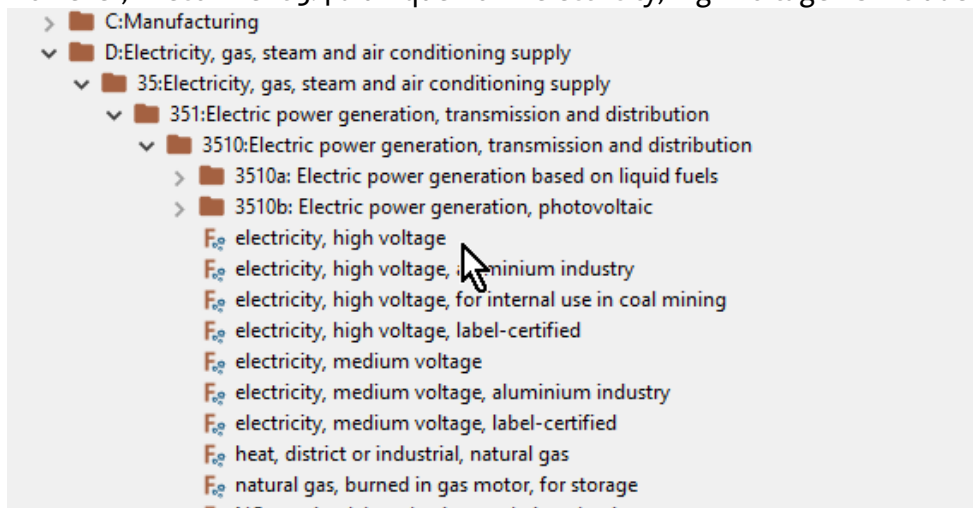 C:Manufacturing
D:Electricity, gas, steam and air conditioning supply
35:Electricity, gas, steam and air conditioning supply
351:Electric power generation, transmission and distribution
3510:Electric power generation, transmission and distribution
3510a: Electric power generation based on liquid fuels
3510b: Electric power generation, photovoltaic
electricity, high voltage
electricity, high voltage, aluminium industry
electricity, high voltage, for internal use in coal mining
electricity, high voltage, label-certified
electricity, medium voltage
electricity, medium voltage, aluminium industry
electricity, medium voltage, label-certified
heat, district or industrial, natural gas
natural gas, burned in gas motor, for storage